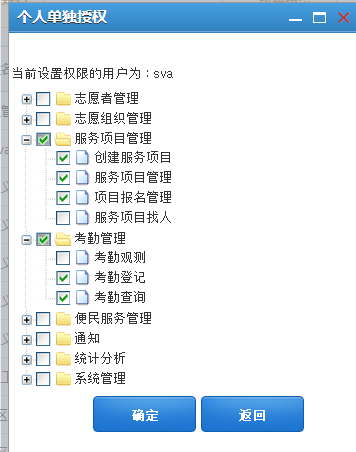 个人单独授权
当前设置权限的用户为：sva
志愿者管理
志愿组织管理
服务项目管理
创建服务项目
服务项目管理
项目报名管理
服务项目找人
考勤管理
考勤观测
考勤登记
考勤查询
便民服务管理
通知
统计分析
系统管理
确定 返回